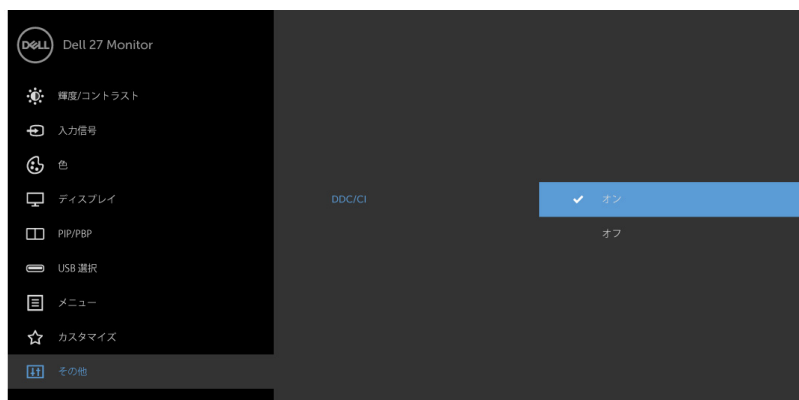 DELL
Dell 27 Monitor
輝度/コントラスト
入力信号
色
ディスプレイ
PIP/PBP
USB 選択
メニュー
カスタマイズ
その他
DDC/CI
オン
オフ